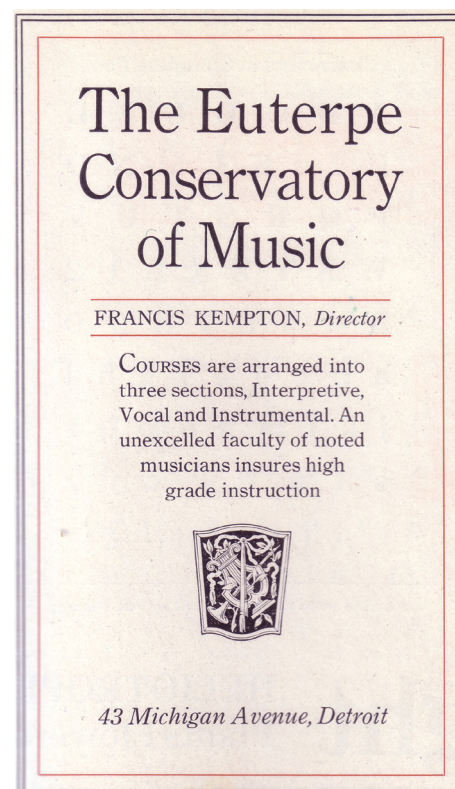 The Euterpe
Conservatory
of Music
FRANCIS KEMPTON, Director
COURSES are arranged into
three sections, Interpretive,
Vocal and Instrumental. An
unexcelled faculty of noted
musicians insures high
grade instruction
43 Michigan Avenue, Detroit